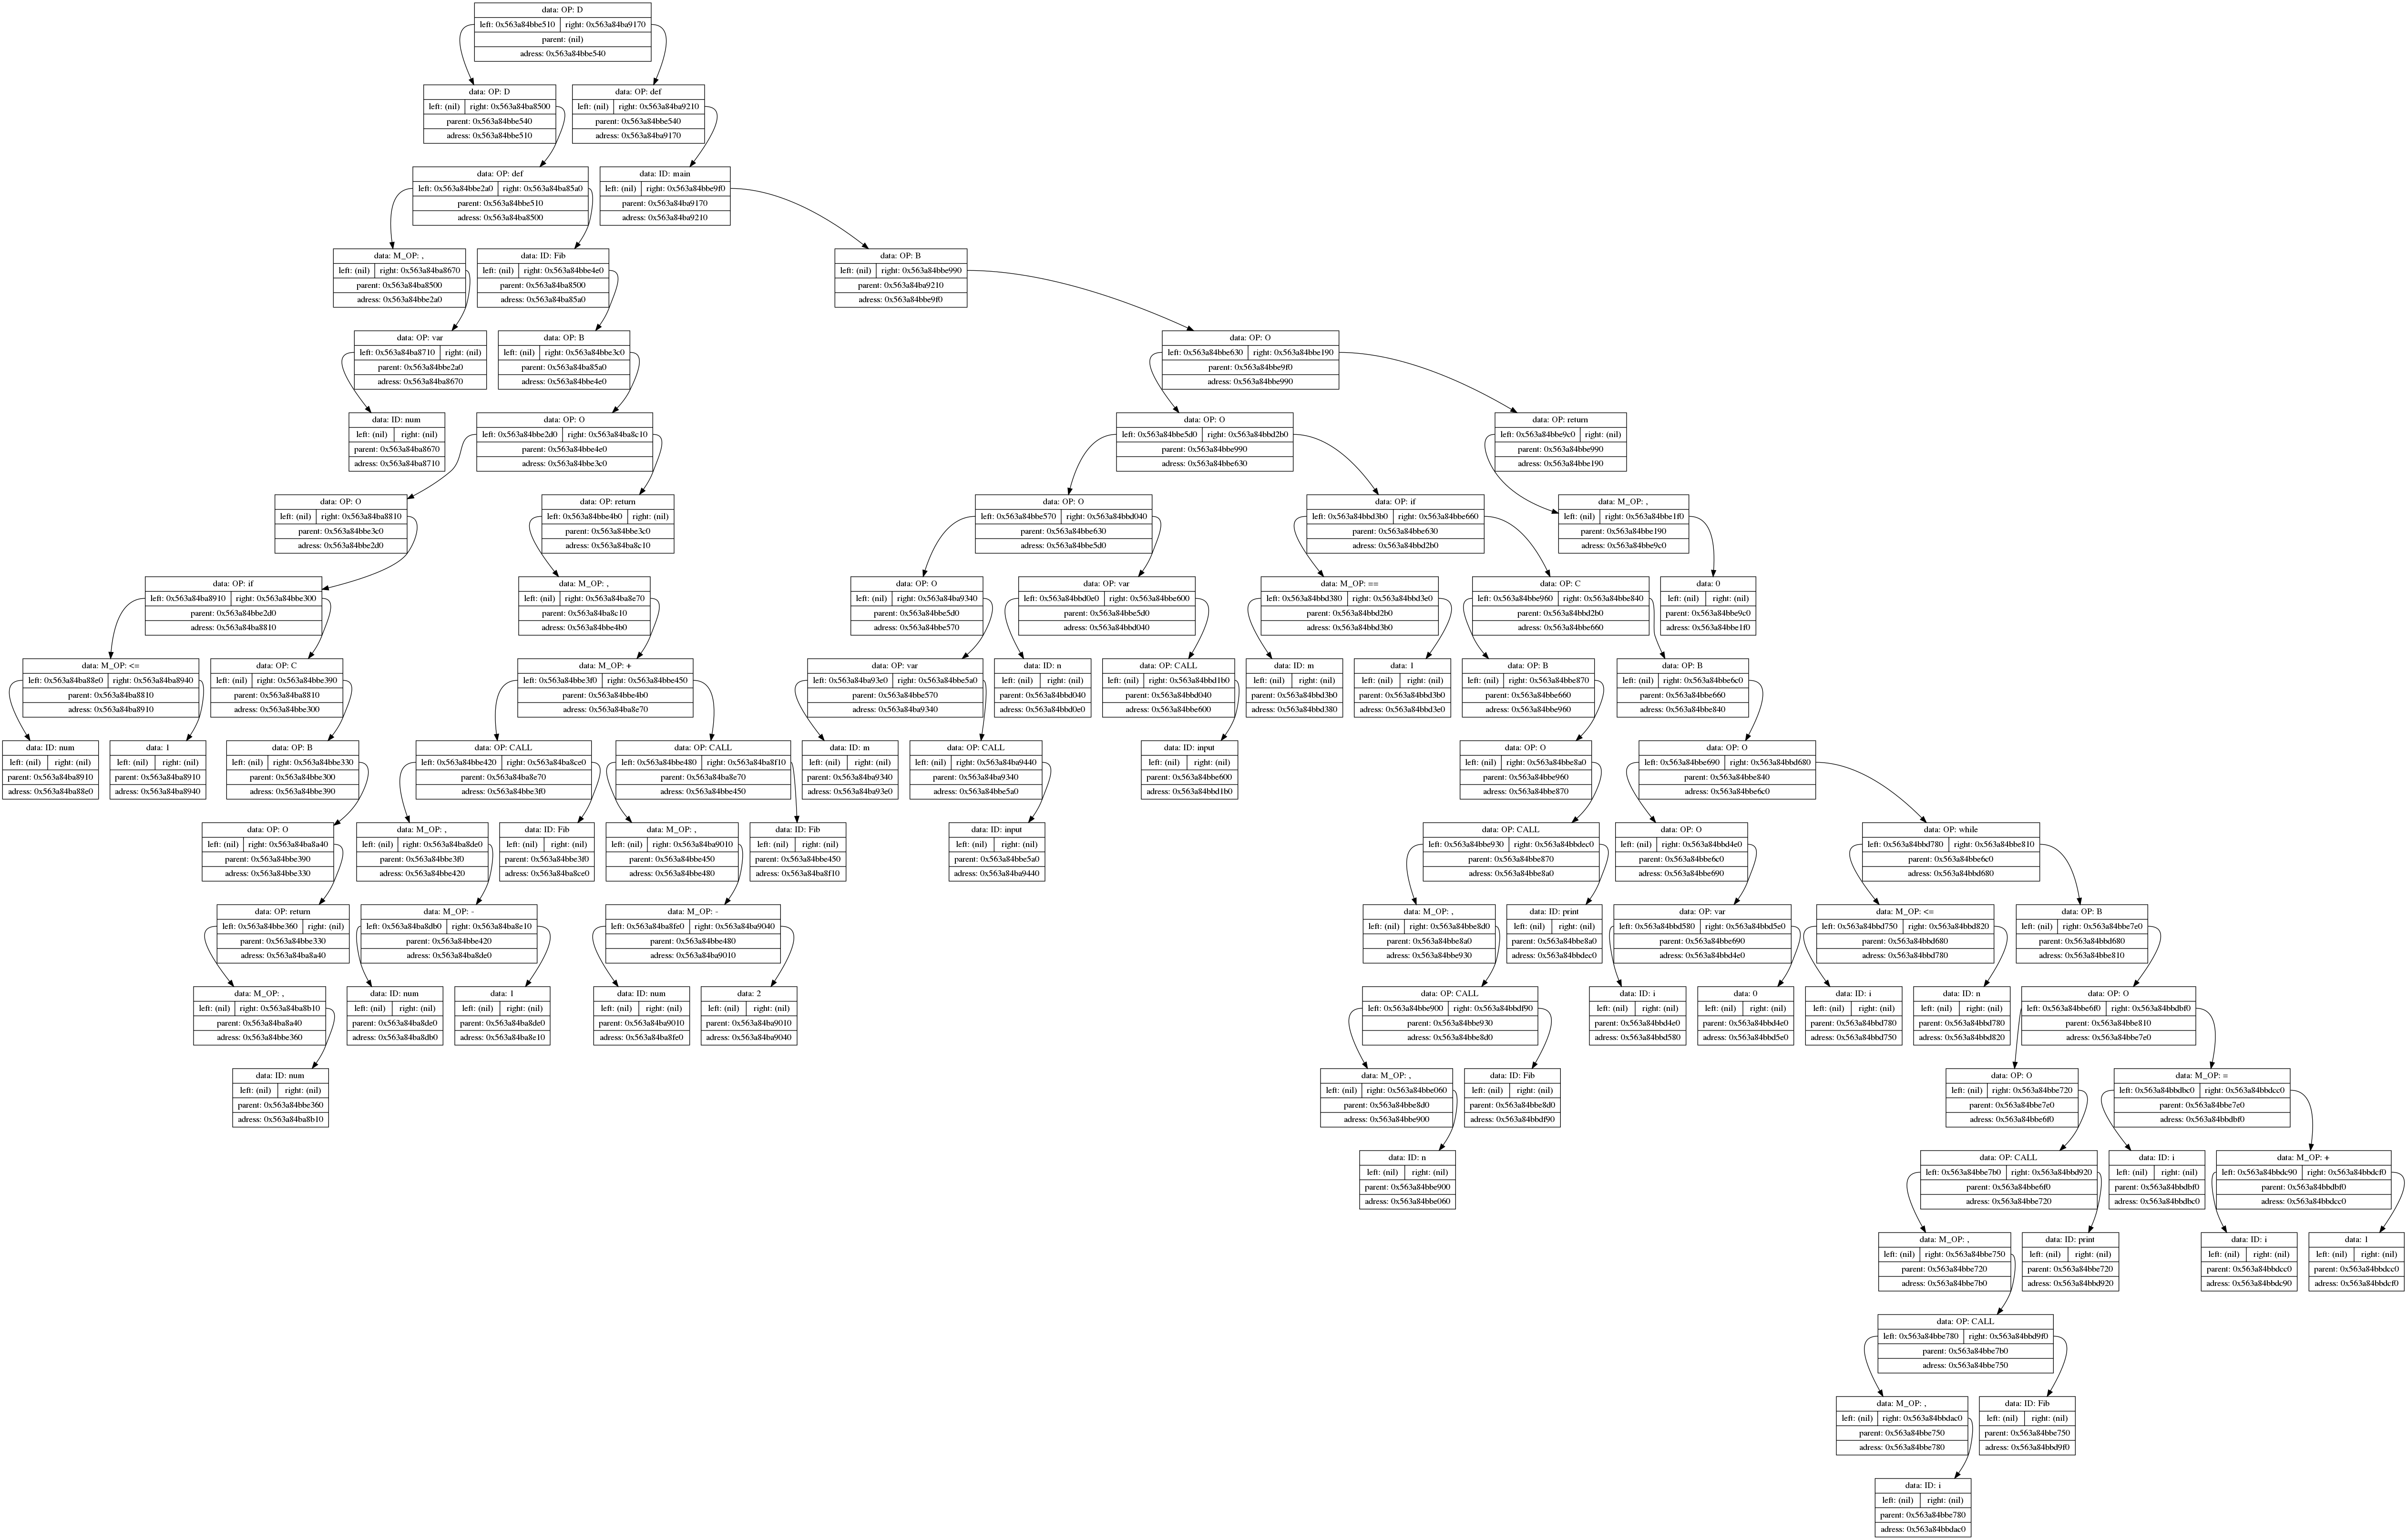 data: OP: D
left: 0x563a84bbe510 right: 0x563a84ba9170
parent: (nil)
adress: 0x563a84bbe540
data: OP: D
left: (nil) right: 0x563a84ba8500
parent: 0x563a84bbe540
adress: 0x563a84bbe510
data: OP: def
left: (nil) right: 0x563a84ba9210
parent: 0x563a84bbe540
adress: 0x563a84ba9170
data: OP: def
left: 0x563a84bbe2a0 right: 0x563a84ba85a0
parent: 0x563a84bbe510
adress: 0x563a84ba8500
data: ID: main
left: (nil) right: 0x563a84bbe9f0
parent: 0x563a84ba9170
adress: 0x563a84ba9210
data: M_OP: ,
left: (nil) right: 0x563a84ba8670
parent: 0x563a84ba8500
adress: 0x563a84bbe2a0
data: ID: Fib
left: (nil) right: 0x563a84bbe4e0
parent: 0x563a84ba8500
adress: 0x563a84ba85a0
data: OP: B
left: (nil) right: 0x563a84bbe990
parent: 0x563a84ba9210
adress: 0x563a84bbe9f0
data: OP: var
left: 0x563a84ba8710 right: (nil)
parent: 0x563a84bbe2a0
adress: 0x563a84ba8670
data: OP: B
left: (nil) right: 0x563a84bbe3c0
parent: 0x563a84ba85a0
adress: 0x563a84bbe4e0
data: OP: O
left: 0x563a84bbe630 right: 0x563a84bbe190
parent: 0x563a84bbe9f0
adress: 0x563a84bbe990
data: ID: num
left: (nil) right: (nil)
parent: 0x563a84ba8670
adress: 0x563a84ba8710
data: OP: O
left: 0x563a84bbe2d0 right: 0x563a84ba8c10
parent: 0x563a84bbe4e0
adress: 0x563a84bbe3c0
data: OP: O
left: 0x563a84bbe5d0 right: 0x563a84bbd2b0
parent: 0x563a84bbe990
adress: 0x563a84bbe630
data: OP: return
left: 0x563a84bbe9c0 right: (nil)
parent: 0x563a84bbe990
adress: 0x563a84bbe190
data: OP: O
left: (nil) right: 0x563a84ba8810
parent: 0x563a84bbe3c0
adress: 0x563a84bbe2d0
data: OP: return
left: 0x563a84bbe4b0 right: (nil)
parent: 0x563a84bbe3c0
adress: 0x563a84ba8c10
data: OP: O
left: 0x563a84bbe570 right: 0x563a84bbd040
parent: 0x563a84bbe630
adress: 0x563a84bbe5d0
data: OP: if
left: 0x563a84bbd3b0 right: 0x563a84bbe660
parent: 0x563a84bbe630
adress: 0x563a84bbd2b0
data: M_OP: ,
left: (nil) right: 0x563a84bbe1f0
parent: 0x563a84bbe190
adress: 0x563a84bbe9c0
data: OP: if
left: 0x563a84ba8910 right: 0x563a84bbe300
parent: 0x563a84bbe2d0
adress: 0x563a84ba8810
data: M_OP: ,
left: (nil) right: 0x563a84ba8e70
parent: 0x563a84ba8c10
adress: 0x563a84bbe4b0
data: OP: O
left: (nil) right: 0x563a84ba9340
parent: 0x563a84bbe5d0
adress: 0x563a84bbe570
data: OP: var
left: 0x563a84bbd0e0 right: 0x563a84bbe600
parent: 0x563a84bbe5d0
adress: 0x563a84bbd040
data: M_OP: ==
left: 0x563a84bbd380 right: 0x563a84bbd3e0
parent: 0x563a84bbd2b0
adress: 0x563a84bbd3b0
data: OP: C
left: 0x563a84bbe960 right: 0x563a84bbe840
parent: 0x563a84bbd2b0
adress: 0x563a84bbe660
data: 0
left: (nil) right: (nil)
parent: 0x563a84bbe9c0
adress: 0x563a84bbe1f0
data: M_OP: <=
left: 0x563a84ba88e0 right: 0x563a84ba8940
parent: 0x563a84ba8810
adress: 0x563a84ba8910
data: OP: C
left: (nil) right: 0x563a84bbe390
parent: 0x563a84ba8810
adress: 0x563a84bbe300
data: M_OP: +
left: 0x563a84bbe3f0 right: 0x563a84bbe450
parent: 0x563a84bbe4b0
adress: 0x563a84ba8e70
data: OP: var
left: 0x563a84ba93e0 right: 0x563a84bbe5a0
parent: 0x563a84bbe570
adress: 0x563a84ba9340
data: ID: n
left: (nil) right: (nil)
parent: 0x563a84bbd040
adress: 0x563a84bbd0e0
data: OP: CALL
left: (nil) right: 0x563a84bbd1b0
parent: 0x563a84bbd040
adress: 0x563a84bbe600
data: ID: m
left: (nil) right: (nil)
parent: 0x563a84bbd3b0
adress: 0x563a84bbd380
data: 1
left: (nil) right: (nil)
parent: 0x563a84bbd3b0
adress: 0x563a84bbd3e0
data: OP: B
left: (nil) right: 0x563a84bbe870
parent: 0x563a84bbe660
adress: 0x563a84bbe960
data: OP: B
left: (nil) right: 0x563a84bbe6c0
parent: 0x563a84bbe660
adress: 0x563a84bbe840
data: ID: num
left: (nil) right: (nil)
parent: 0x563a84ba8910
adress: 0x563a84ba88e0
data: 1
left: (nil) right: (nil)
parent: 0x563a84ba8910
adress: 0x563a84ba8940
data: OP: B
left: (nil) right: 0x563a84bbe330
parent: 0x563a84bbe300
adress: 0x563a84bbe390
data: OP: CALL
left: 0x563a84bbe420 right: 0x563a84ba8ce0
parent: 0x563a84ba8e70
adress: 0x563a84bbe3f0
data: OP: CALL
left: 0x563a84bbe480 right: 0x563a84ba8f10
parent: 0x563a84ba8e70
adress: 0x563a84bbe450
data: ID: m
left: (nil) right: (nil)
parent: 0x563a84ba9340
adress: 0x563a84ba93e0
data: OP: CALL
left: (nil) right: 0x563a84ba9440
parent: 0x563a84ba9340
adress: 0x563a84bbe5a0
data: ID: input
left: (nil) right: (nil)
parent: 0x563a84bbe600
adress: 0x563a84bbd1b0
data: OP: O
left: (nil) right: 0x563a84bbe8a0
parent: 0x563a84bbe960
adress: 0x563a84bbe870
data: OP: O
left: 0x563a84bbe690 right: 0x563a84bbd680
parent: 0x563a84bbe840
adress: 0x563a84bbe6c0
data: OP: O
left: (nil) right: 0x563a84ba8a40
parent: 0x563a84bbe390
adress: 0x563a84bbe330
data: M_OP: ,
left: (nil) right: 0x563a84ba8de0
parent: 0x563a84bbe3f0
adress: 0x563a84bbe420
data: ID: Fib
left: (nil) right: (nil)
parent: 0x563a84bbe3f0
adress: 0x563a84ba8ce0
data: M_OP: ,
left: (nil) right: 0x563a84ba9010
parent: 0x563a84bbe450
adress: 0x563a84bbe480
data: ID: Fib
left: (nil) right: (nil)
parent: 0x563a84bbe450
adress: 0x563a84ba8f10
data: ID: input
left: (nil) right: (nil)
parent: 0x563a84bbe5a0
adress: 0x563a84ba9440
data: OP: CALL
left: 0x563a84bbe930 right: 0x563a84bbdec0
parent: 0x563a84bbe870
adress: 0x563a84bbe8a0
data: OP: O
left: (nil) right: 0x563a84bbd4e0
parent: 0x563a84bbe6c0
adress: 0x563a84bbe690
data: OP: while
left: 0x563a84bbd780 right: 0x563a84bbe810
parent: 0x563a84bbe6c0
adress: 0x563a84bbd680
data: OP: return
left: 0x563a84bbe360 right: (nil)
parent: 0x563a84bbe330
adress: 0x563a84ba8a40
data: M_OP: -
left: 0x563a84ba8db0 right: 0x563a84ba8e10
parent: 0x563a84bbe420
adress: 0x563a84ba8de0
data: M_OP: -
left: 0x563a84ba8fe0 right: 0x563a84ba9040
parent: 0x563a84bbe480
adress: 0x563a84ba9010
data: M_OP: ,
left: (nil) right: 0x563a84bbe8d0
parent: 0x563a84bbe8a0
adress: 0x563a84bbe930
data: ID: print
left: (nil) right: (nil)
parent: 0x563a84bbe8a0
adress: 0x563a84bbdec0
data: OP: var
left: 0x563a84bbd580 right: 0x563a84bbd5e0
parent: 0x563a84bbe690
adress: 0x563a84bbd4e0
data: M_OP: <=
left: 0x563a84bbd750 right: 0x563a84bbd820
parent: 0x563a84bbd680
adress: 0x563a84bbd780
data: OP: B
left: (nil) right: 0x563a84bbe7e0
parent: 0x563a84bbd680
adress: 0x563a84bbe810
data: M_OP: ,
left: (nil) right: 0x563a84ba8b10
parent: 0x563a84ba8a40
adress: 0x563a84bbe360
data: ID: num
left: (nil) right: (nil)
parent: 0x563a84ba8de0
adress: 0x563a84ba8db0
data: 1
left: (nil) right: (nil)
parent: 0x563a84ba8de0
adress: 0x563a84ba8e10
data: ID: num
left: (nil) right: (nil)
parent: 0x563a84ba9010
adress: 0x563a84ba8fe0
data: 2
left: (nil) right: (nil)
parent: 0x563a84ba9010
adress: 0x563a84ba9040
data: OP: CALL
left: 0x563a84bbe900 right: 0x563a84bbdf90
parent: 0x563a84bbe930
adress: 0x563a84bbe8d0
data: ID: i
left: (nil) right: (nil)
parent: 0x563a84bbd4e0
adress: 0x563a84bbd580
data: 0
left: (nil) right: (nil)
parent: 0x563a84bbd4e0
adress: 0x563a84bbd5e0
data: ID: i
left: (nil) right: (nil)
parent: 0x563a84bbd780
adress: 0x563a84bbd750
data: ID: n
left: (nil) right: (nil)
parent: 0x563a84bbd780
adress: 0x563a84bbd820
data: OP: O
left: 0x563a84bbe6f0 right: 0x563a84bbdbf0
parent: 0x563a84bbe810
adress: 0x563a84bbe7e0
data: ID: num
left: (nil) right: (nil)
parent: 0x563a84bbe360
adress: 0x563a84ba8b10
data: M_OP: ,
left: (nil) right: 0x563a84bbe060
parent: 0x563a84bbe8d0
adress: 0x563a84bbe900
data: ID: Fib
left: (nil) right: (nil)
parent: 0x563a84bbe8d0
adress: 0x563a84bbdf90
data: OP: O
left: (nil) right: 0x563a84bbe720
parent: 0x563a84bbe7e0
adress: 0x563a84bbe6f0
data: M_OP: =
left: 0x563a84bbdbc0 right: 0x563a84bbdcc0
parent: 0x563a84bbe7e0
adress: 0x563a84bbdbf0
data: ID: n
left: (nil) right: (nil)
parent: 0x563a84bbe900
adress: 0x563a84bbe060
data: OP: CALL
left: 0x563a84bbe7b0 right: 0x563a84bbd920
parent: 0x563a84bbe6f0
adress: 0x563a84bbe720
data: ID: i
left: (nil) right: (nil)
parent: 0x563a84bbdbf0
adress: 0x563a84bbdbc0
data: M_OP: +
left: 0x563a84bbdc90 right: 0x563a84bbdcf0
parent: 0x563a84bbdbf0
adress: 0x563a84bbdcc0
data: M_OP: ,
left: (nil) right: 0x563a84bbe750
parent: 0x563a84bbe720
adress: 0x563a84bbe7b0
data: ID: print
left: (nil) right: (nil)
parent: 0x563a84bbe720
adress: 0x563a84bbd920
data: ID: i
left: (nil) right: (nil)
parent: 0x563a84bbdcc0
adress: 0x563a84bbdc90
data: 1
left: (nil) right: (nil)
parent: 0x563a84bbdcc0
adress: 0x563a84bbdcf0
data: OP: CALL
left: 0x563a84bbe780 right: 0x563a84bbd9f0
parent: 0x563a84bbe7b0
adress: 0x563a84bbe750
data: M_OP: ,
left: (nil) right: 0x563a84bbdac0
parent: 0x563a84bbe750
adress: 0x563a84bbe780
data: ID: Fib
left: (nil) right: (nil)
parent: 0x563a84bbe750
adress: 0x563a84bbd9f0
data: ID: i
left: (nil) right: (nil)
parent: 0x563a84bbe780
adress: 0x563a84bbdac0